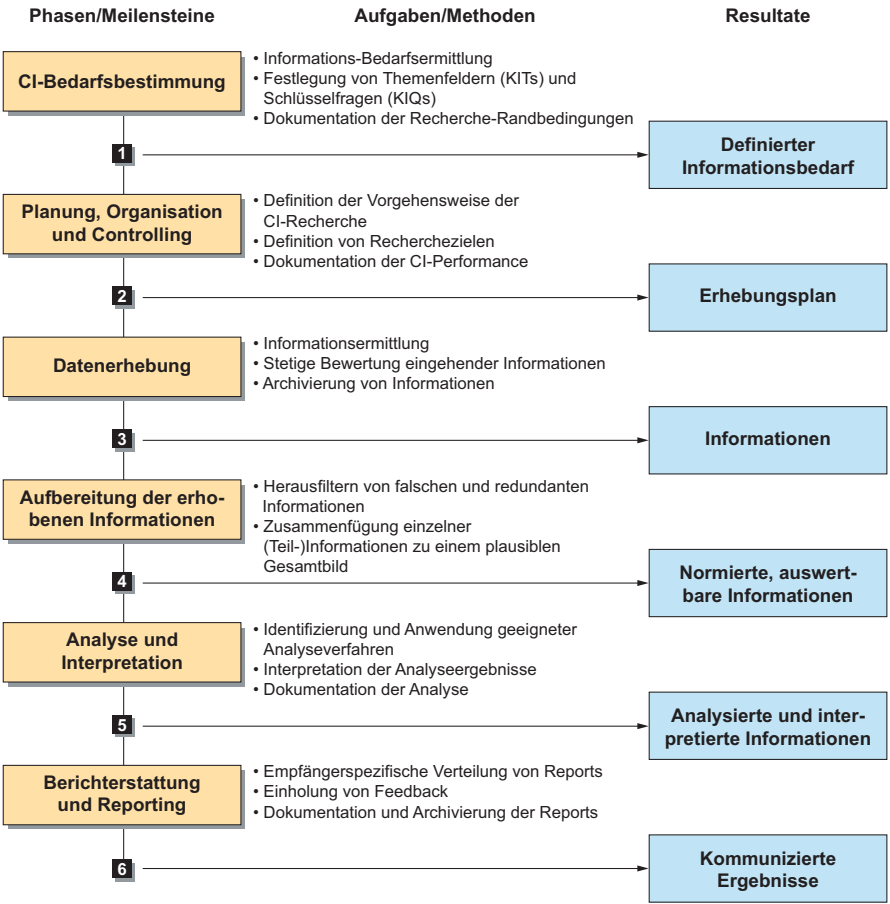 Phasen/Meilensteine Aufgaben/Methoden Resultate
CI-Bedarfsbestimmung
• Informations-Bedarfsermittlung
• Festlegung von Themenfeldern (KITs) und
Schlüsselfragen (KIQs)
• Dokumentation der Recherche-Randbedingungen
1
Definierter
Informationsbedarf
Planung, Organisation
und Controlling
• Definition der Vorgehensweise der
CI-Recherche
• Definition von Recherchezielen
• Dokumentation der CI-Performance
2
Erhebungsplan
Datenerhebung
• Informationsermittlung
• Stetige Bewertung eingehender Informationen
• Archivierung von Informationen
3
Informationen
Aufbereitung der erho-
benen Informationen
• Herausfiltern von falschen und redundanten
Informationen
• Zusammenfügung einzelner
(Teil-)Informationen zu einem plausiblen
Gesamtbild
4
Normierte, auswert-
bare Informationen
Analyse und
Interpretation
• Identifizierung und Anwendung geeigneter
Analyseverfahren
• Interpretation der Analyseergebnisse
• Dokumentation der Analyse
5
Analysierte und inter-
pretierte Informationen
Berichterstattung
und Reporting
• Empfängerspezifische Verteilung von Reports
• Einholung von Feedback
• Dokumentation und Archivierung der Reports
6
Kommunizierte
Ergebnisse